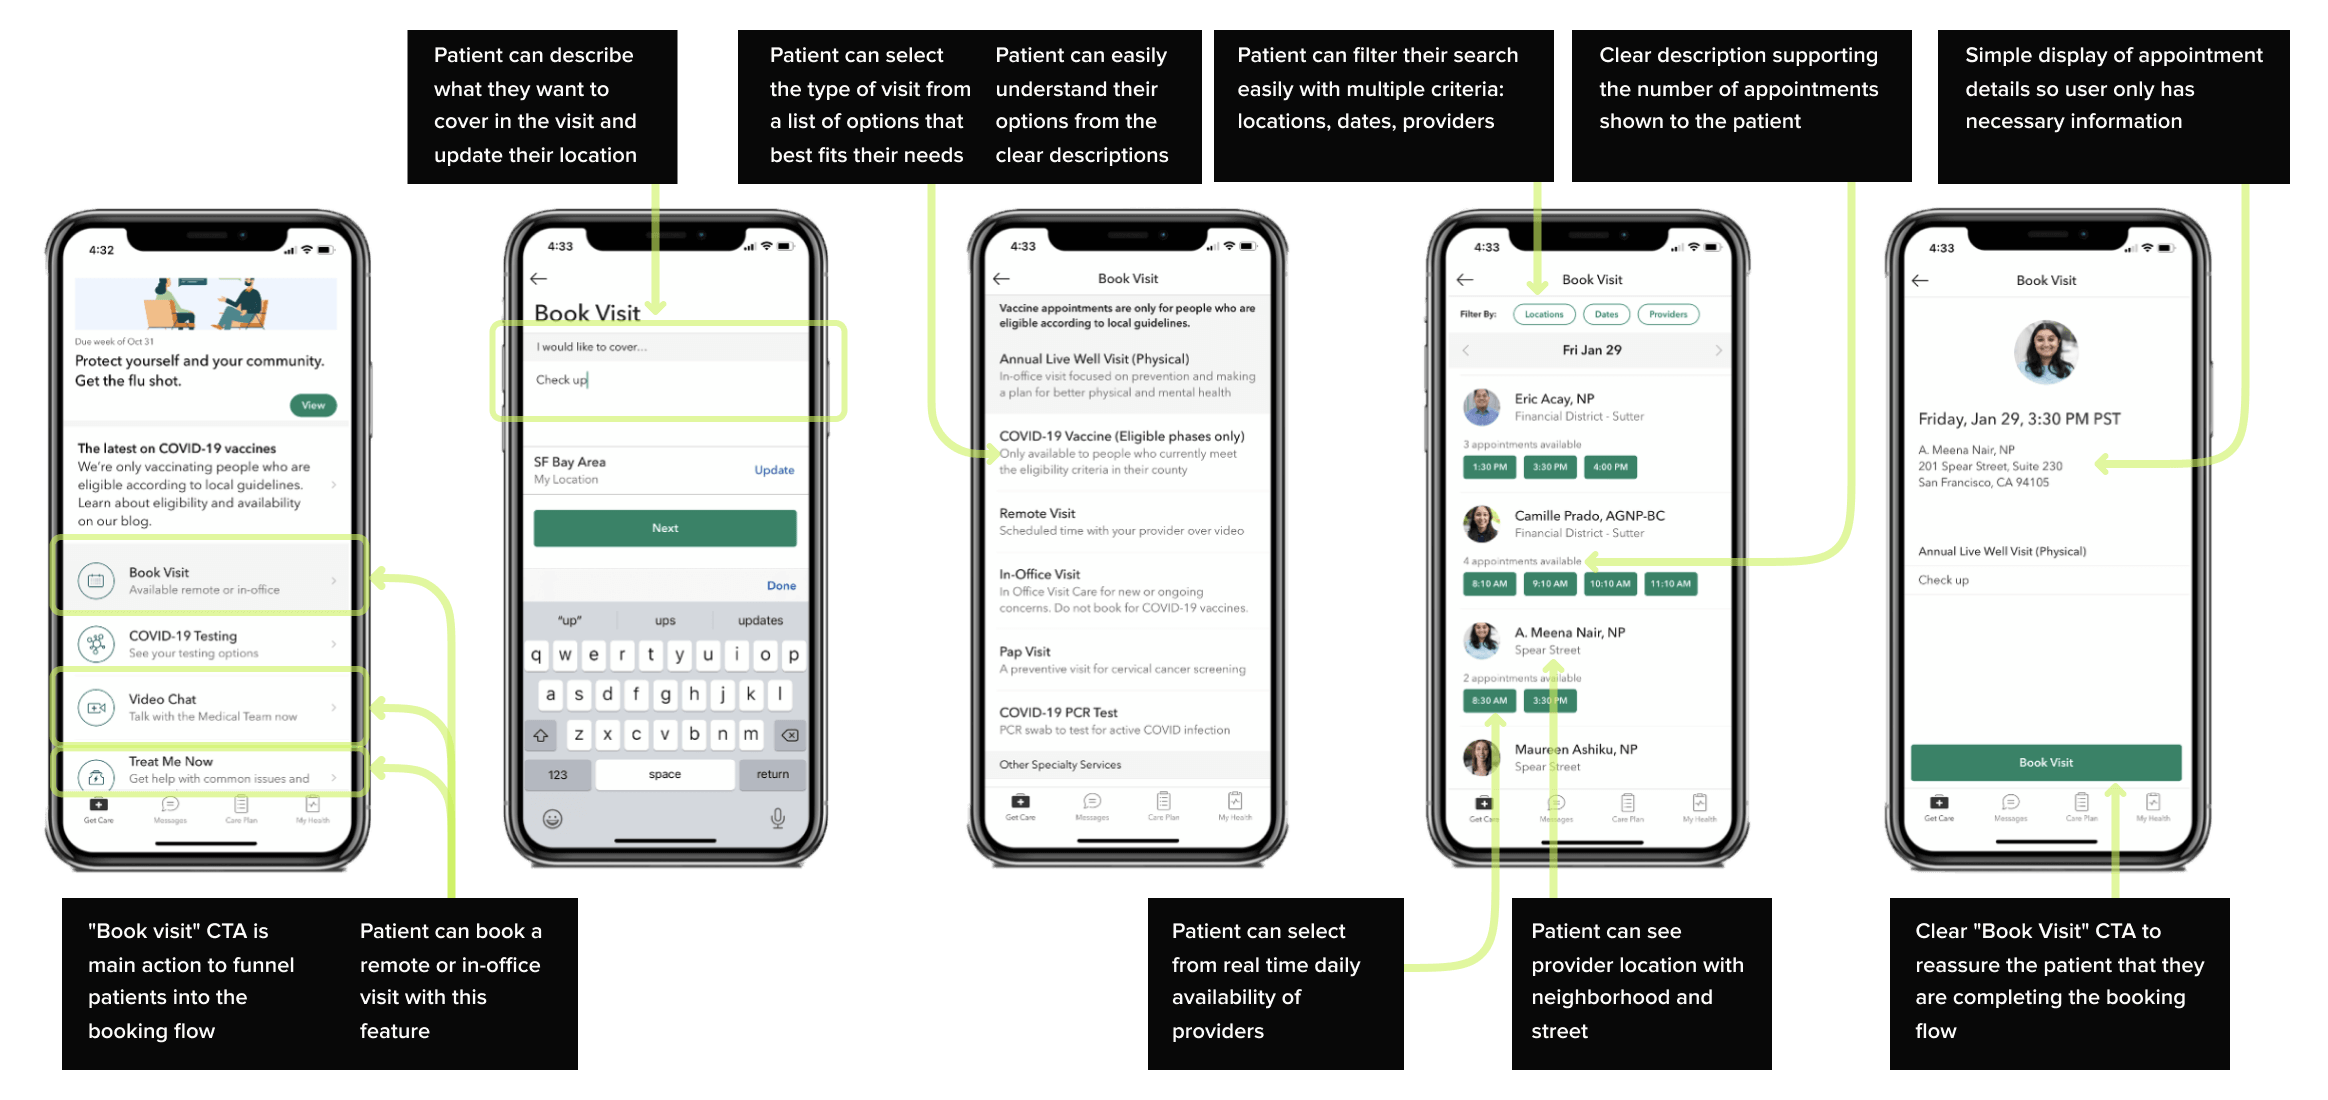 Patient can describe
what they want to
cover in the visit and
update their location
Patient can select
the type of visit from
a list of options that
best fits their needs
Patient can easily
understand their
options from the
clear descriptions
Patient can filter their search
easily with multiple criteria:
locations, dates, providers
Clear description supporting
the number of appointments
shown to the patient
Simple display of appointment
details so user only has
necessary information
4:32
Due week of Oct 31
Protect yourself and your community.
Get the flu shot.
View
The latest on COVID-19 vaccines
We're only vaccinating people who are
eligible according to local guidelines.
Learn about eligibility and availability
on our blog.
Book Visit
Available remote or in-office
COVID-19 Testing
See your testing options
Video Chat
Talk with the Medical Team now
Treat Me Now
Get help with common issues and
Get Care
Messages
Care Plan
My Health
4:33
Book Visit
I would like to cover...
Check up
SF Bay Area
My Location
Update
Next
Done
"up"
ups
updates
q w e r t y u i o p
a s d f g h j k l
z x c v b n m
123
space
return
4:33
Book Visit
Vaccine appointments are only for people who are
eligible according to local guidelines.
Annual Live Well Visit (Physical)
In-office visit focused on prevention and making
a plan for better physical and mental health
COVID-19 Vaccine (Eligible phases only)
Only available to people who currently meet
the eligibility criteria in their county
Remote Visit
Scheduled time with your provider over video
In-Office Visit
In Office Visit Care for new or ongoing
concerns. Do not book for COVID-19 vaccines.
Pap Visit
A preventive visit for cervical cancer screening
COVID-19 PCR Test
PCR swab to test for active COVID infection
Other Specialty Services
Get Care
Messages
Care Plan
My Health
4:33
Book Visit
Filter By:
Locations
Dates
Providers
Fri Jan 29
Eric Acay, NP
Financial District - Sutter
3 appointments available
1:30 PM
3:30 PM
4:00 PM
Camille Prado, AGNP-BC
Financial District - Sutter
4 appointments available
8:10 AM
9:10 AM
10:10 AM
11:10 AM
A. Meena Nair, NP
Spear Street
2 appointments available
8:30 AM
3:30 PM
Maureen Ashiku, NP
Spear Street
Get Care
Messages
Care Plan
My Health
4:33
Book Visit
Friday, Jan 29, 3:30 PM PST
A. Meena Nair, NP
201 Spear Street, Suite 230
San Francisco, CA 94105
Annual Live Well Visit (Physical)
Check up
Book Visit
Get Care
Messages
Care Plan
My Health
"Book visit" CTA is
main action to funnel
patients into the
booking flow
Patient can book a
remote or in-office
visit with this
feature
Patient can select
from real time daily
availability of
providers
Patient can see
provider location with
neighborhood and
street
Clear "Book Visit" CTA to
reassure the patient that they
are completing the booking
flow